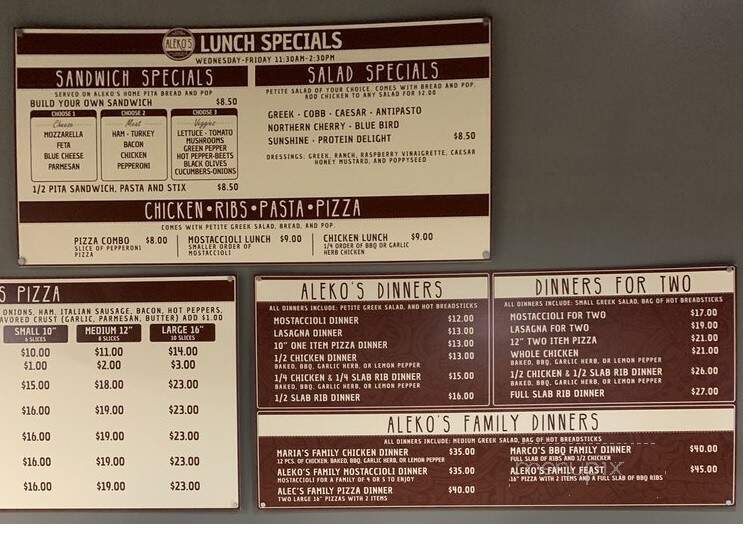 ALEKO'S LUNCH SPECIALS
WEDNESDAY-FRIDAY 11:30AM-2:30PM
SANDWICH SPECIALS
SERVED ON ALEKO'S HOME PITA BREAD AND POP
BUILD YOUR OWN SANDWICH $8.50
CHOOSE 1
Cheese
MOZZARELLA
FETA
BLUE CHEESE
PARMESAN
CHOOSE 2
Meat
HAM - TURKEY
BACON
CHICKEN
PEPPERONI
CHOOSE 3
Veggies
LETTUCE - TOMATO
MUSHROOMS
GREEN PEPPER
HOT PEPPER-BEETS
BLACK OLIVES
CUCUMBERS-ONIONS
1/2 PITA SANDWICH, PASTA AND STIX $8.50
SALAD SPECIALS
PETITE SALAD OF YOUR CHOICE, COMES WITH BREAD AND POP.
ADD CHICKEN TO ANY SALAD FOR $2.00
GREEK - COBB - CAESAR - ANTIPASTO
NORTHERN CHERRY - BLUE BIRD
SUNSHINE - PROTEIN DELIGHT $8.50
DRESSINGS: GREEK, RANCH, RASPBERRY VINAIGRETTE, CAESAR
HONEY MUSTARD, AND POPPYSEED
CHICKEN•RIBS•PASTA•PIZZA
COMES WITH PETITE GREEK SALAD, BREAD, AND POP.
PIZZA COMBO $8.00
SLICE OF PEPPERONI
PIZZA
MOSTACCIOLI LUNCH $9.00
SMALLER ORDER OF
MOSTACCIOLI
CHICKEN LUNCH $9.00
1/4 ORDER OF BBQ OR GARLIC
HERB CHICKEN
S PIZZA
ONIONS, HAM, ITALIAN SAUSAGE, BACON, HOT PEPPERS,
AVORED CRUST (GARLIC, PARMESAN, BUTTER) ADD $1.00
SMALL 10" MEDIUM 12" LARGE 16"
6 SLICES 8 SLICES 10 SLICES
$10.00 $11.00 $14.00
$1.00 $2.00 $3.00
$15.00 $18.00 $23.00
$16.00 $19.00 $23.00
$16.00 $19.00 $23.00
$16.00 $19.00 $23.00
$16.00 $19.00 $23.00
ALEKO'S DINNERS
ALL DINNERS INCLUDE: PETITE GREEK SALAD, AND HOT BREADSTICKS
MOSTACCIOLI DINNER $12.00
LASAGNA DINNER $13.00
10" ONE ITEM PIZZA DINNER $13.00
1/2 CHICKEN DINNER $13.00
BAKED, BBQ, GARLIC HERB, OR LEMON PEPPER
1/4 CHICKEN & 1/4 SLAB RIB DINNER $15.00
BAKED, BBQ, GARLIC HERB, OR LEMON PEPPER
1/2 SLAB RIB DINNER $16.00
DINNERS FOR TWO
ALL DINNERS INCLUDE: SMALL GREEK SALAD, BAG OF HOT BREADSTICKS
MOSTACCIOLI FOR TWO $17.00
LASAGNA FOR TWO $19.00
12" TWO ITEM PIZZA $21.00
WHOLE CHICKEN $21.00
BAKED, BBQ, GARLIC HERB, OR LEMON PEPPER
1/2 CHICKEN & 1/2 SLAB RIB DINNER $26.00
BAKED, BBQ, GARLIC HERB, OR LEMON PEPPER
FULL SLAB RIB DINNER $27.00
ALEKO'S FAMILY DINNERS
ALL DINNERS INCLUDE: MEDIUM GREEK SALAD, BAG OF HOT BREADSTICKS
MARIA'S FAMILY CHICKEN DINNER $35.00
12 PCS. OF CHICKEN, BAKED, BBQ, GARLIC HERB, OR LEMON PEPPER
ALEKO'S FAMILY MOSTACCIOLI DINNER $35.00
MOSTACCIOLI FOR A FAMILY OF 4 OR 5 TO ENJOY
ALEC'S FAMILY PIZZA DINNER $40.00
TWO LARGE 16" PIZZAS WITH 2 ITEMS
MARCO'S BBQ FAMILY DINNER $40.00
FULL SLAB OF RIBS AND 1/2 CHICKEN
ALEKO'S FAMILY FEAST $45.00
16" PIZZA WITH 2 ITEMS AND A FULL SLAB OF BBQ RIBS
menupix